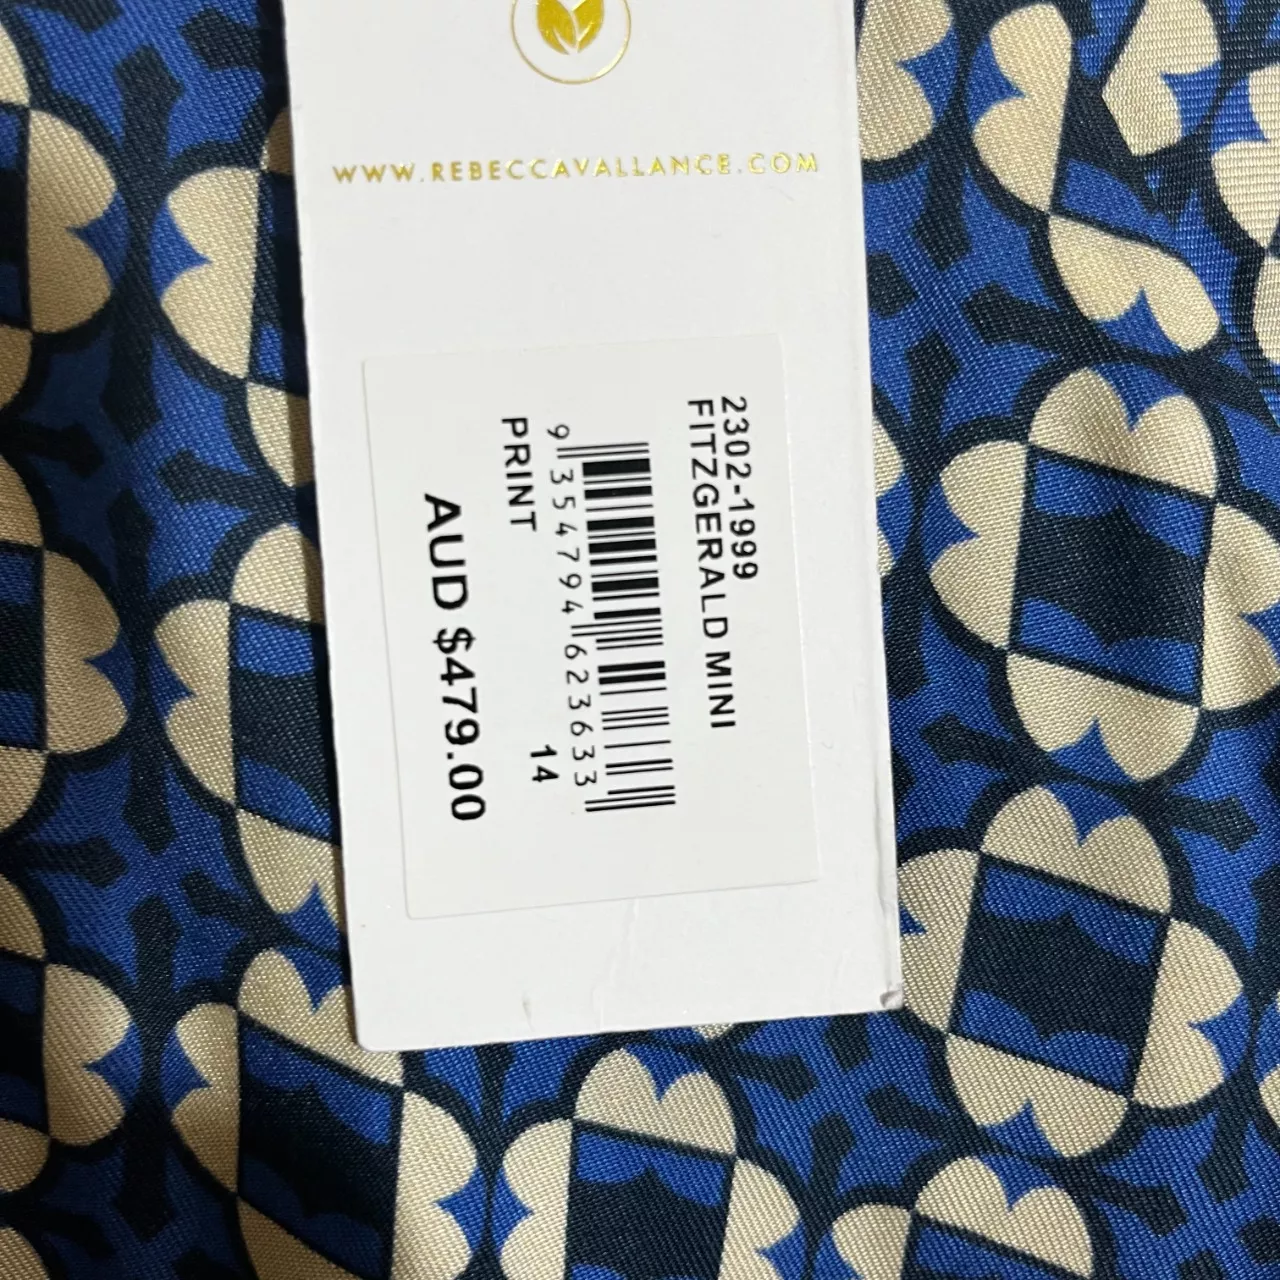 WWW.REBECCAVALLANCE.COM
2302-1999
FITZGERALD MINI
9 354794 623633
PRINT 14
AUD $479.00